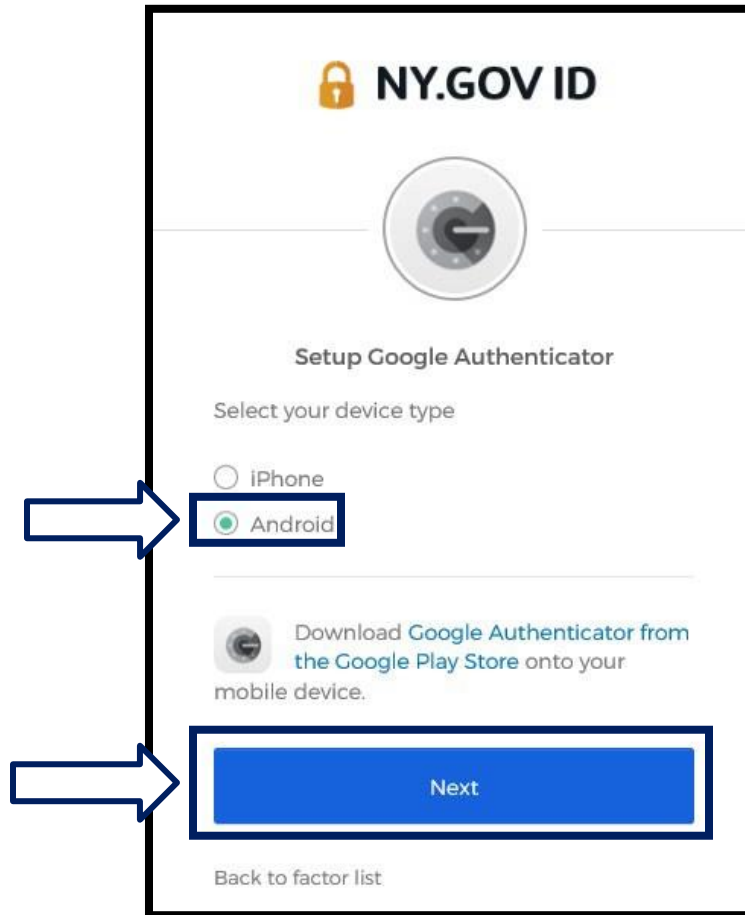 NY.GOV ID
Setup Google Authenticator
Select your device type
iPhone
Android
Download Google Authenticator from
the Google Play Store onto your
mobile device.
Next
Back to factor list